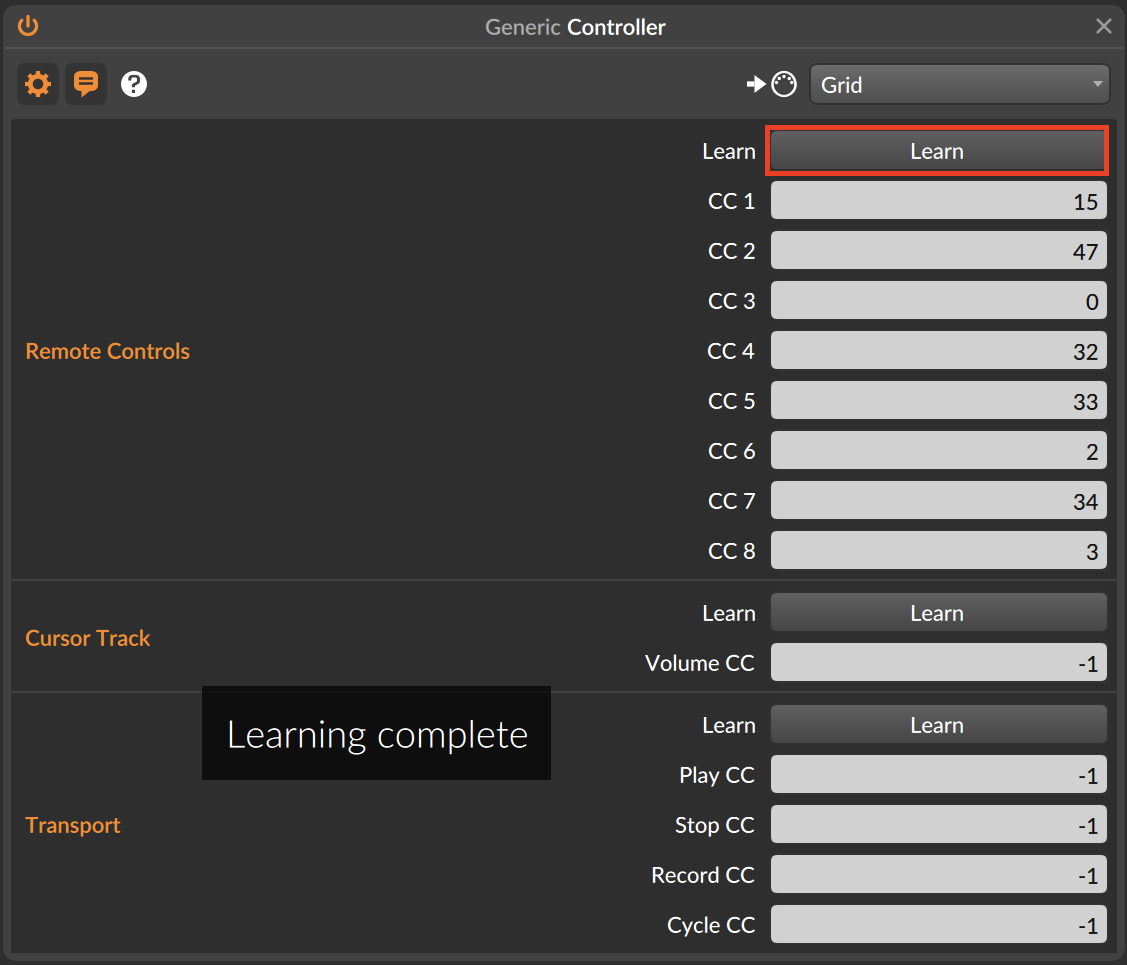 Generic Controller
? Grid
Learn Learn
CC 1 15
CC 2 47
CC 3 0
Remote Controls CC 4 32
CC 5 33
CC 6 2
CC 7 34
CC 8 3
Learn Learn
Cursor Track
Volume CC -1
Learn Learn
Learning complete
Play CC -1
Transport Stop CC -1
Record CC -1
Cycle CC -1